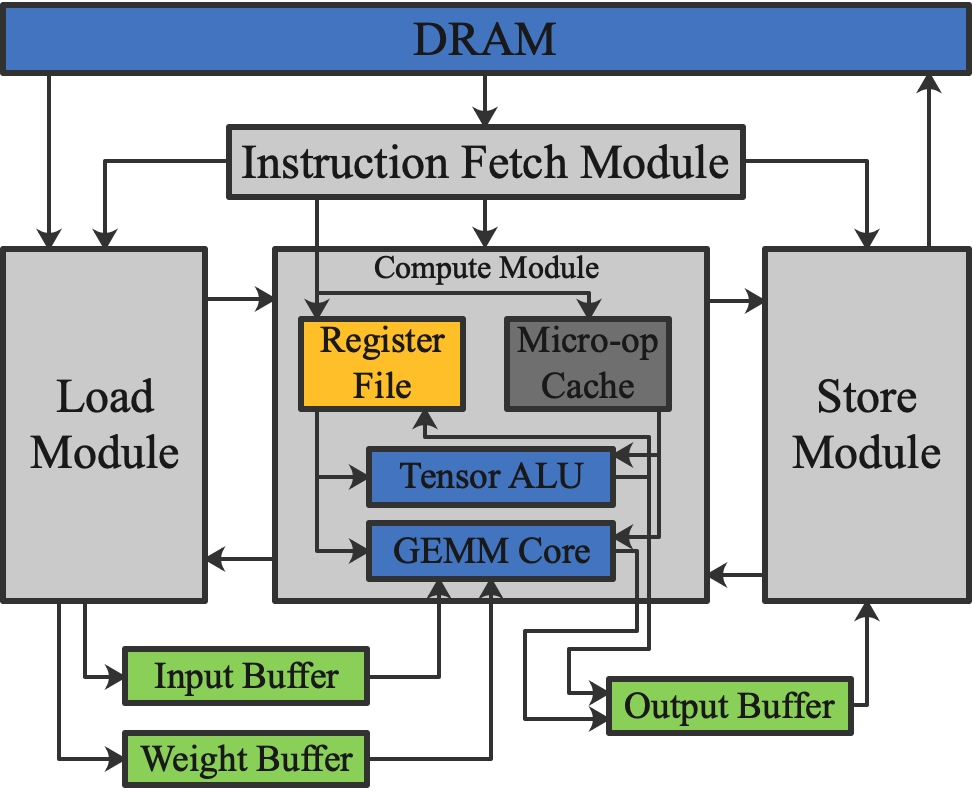 DRAM
Instruction Fetch Module
Compute Module
Register
File
Micro-op
Cache
Load
Module
Store
Module
Tensor ALU
GEMM Core
Input Buffer
Output Buffer
Weight Buffer